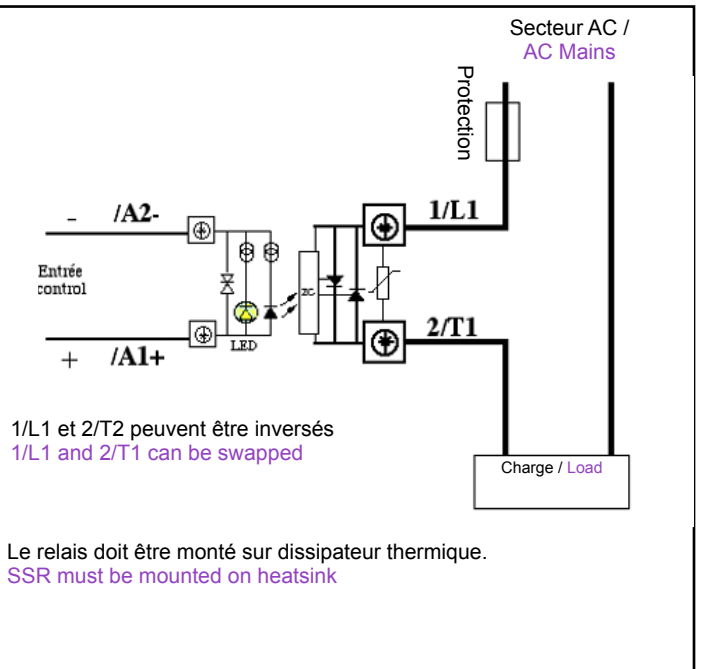 Secteur AC /
AC Mains
Protection
- /A2-
1/L1
Entrée
control
ZC
LED
+ /A1+
2/T1
1/L1 et 2/T2 peuvent être inversés
1/L1 and 2/T1 can be swapped
Charge / Load
Le relais doit être monté sur dissipateur thermique.
SSR must be mounted on heatsink